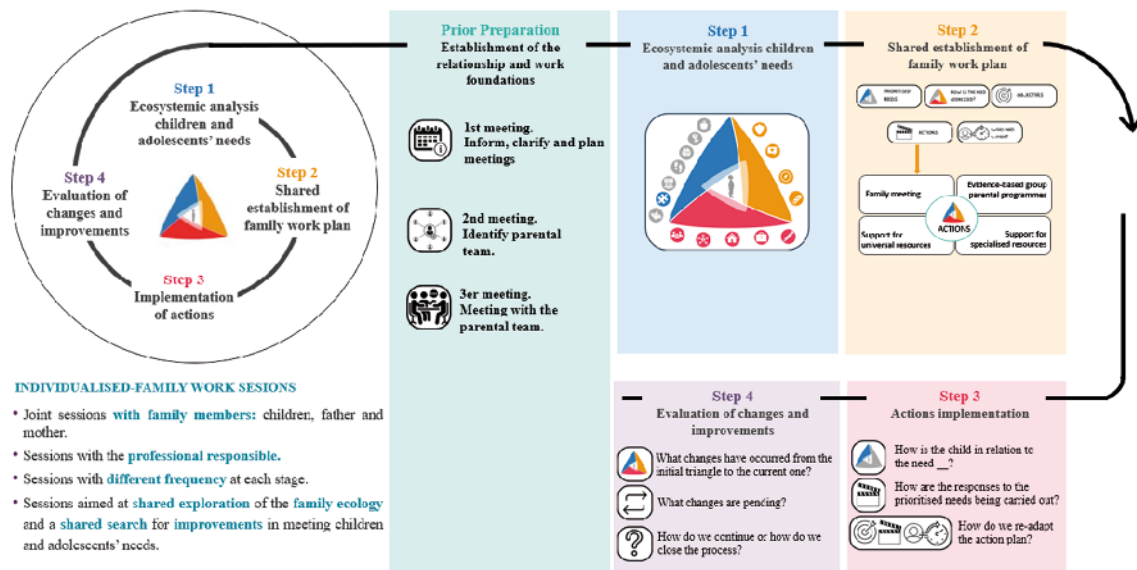 Step 1
Ecosystemic analysis
children and
adolescents' needs
Step 4
Evaluation of
changes and
improvements
Step 2
Shared
establishment of
family work plan
Step 3
Implementation
of actions
INDIVIDUALISED-FAMILY WORK SESIONS
• Joint sessions with family members: children, father and
mother.
• Sessions with the professional responsible.
• Sessions with different frequency at each stage.
• Sessions aimed at shared exploration of the family ecology
and a shared search for improvements in meeting children
and adolescents' needs.
Prior Preparation
Establishment of the
relationship and work
foundations
1st meeting.
Inform, clarify and plan
meetings
2nd meeting.
Identify parental
team.
3er meeting.
Meeting with the
parental team.
Step 1
Ecosystemic analysis children
and adolescents' needs
Step 2
Shared establishment of
family work plan
NEEDS
HOW IS THE NEED
OBJECTIVES
ACTIONS
Family meeting
Evidence-based group
parental programmes
ACTIONS
Support for
universal resources
Support for
specialised resources
Step 4
Evaluation of changes and
improvements
What changes have occurred from the
initial triangle to the current one?
What changes are pending?
How do we continue or how do we
close the process?
Step 3
Actions implementation
How is the child in relation to
the need __?
How are the responses to the
prioritised needs being carried out?
How do we re-adapt
the action plan?